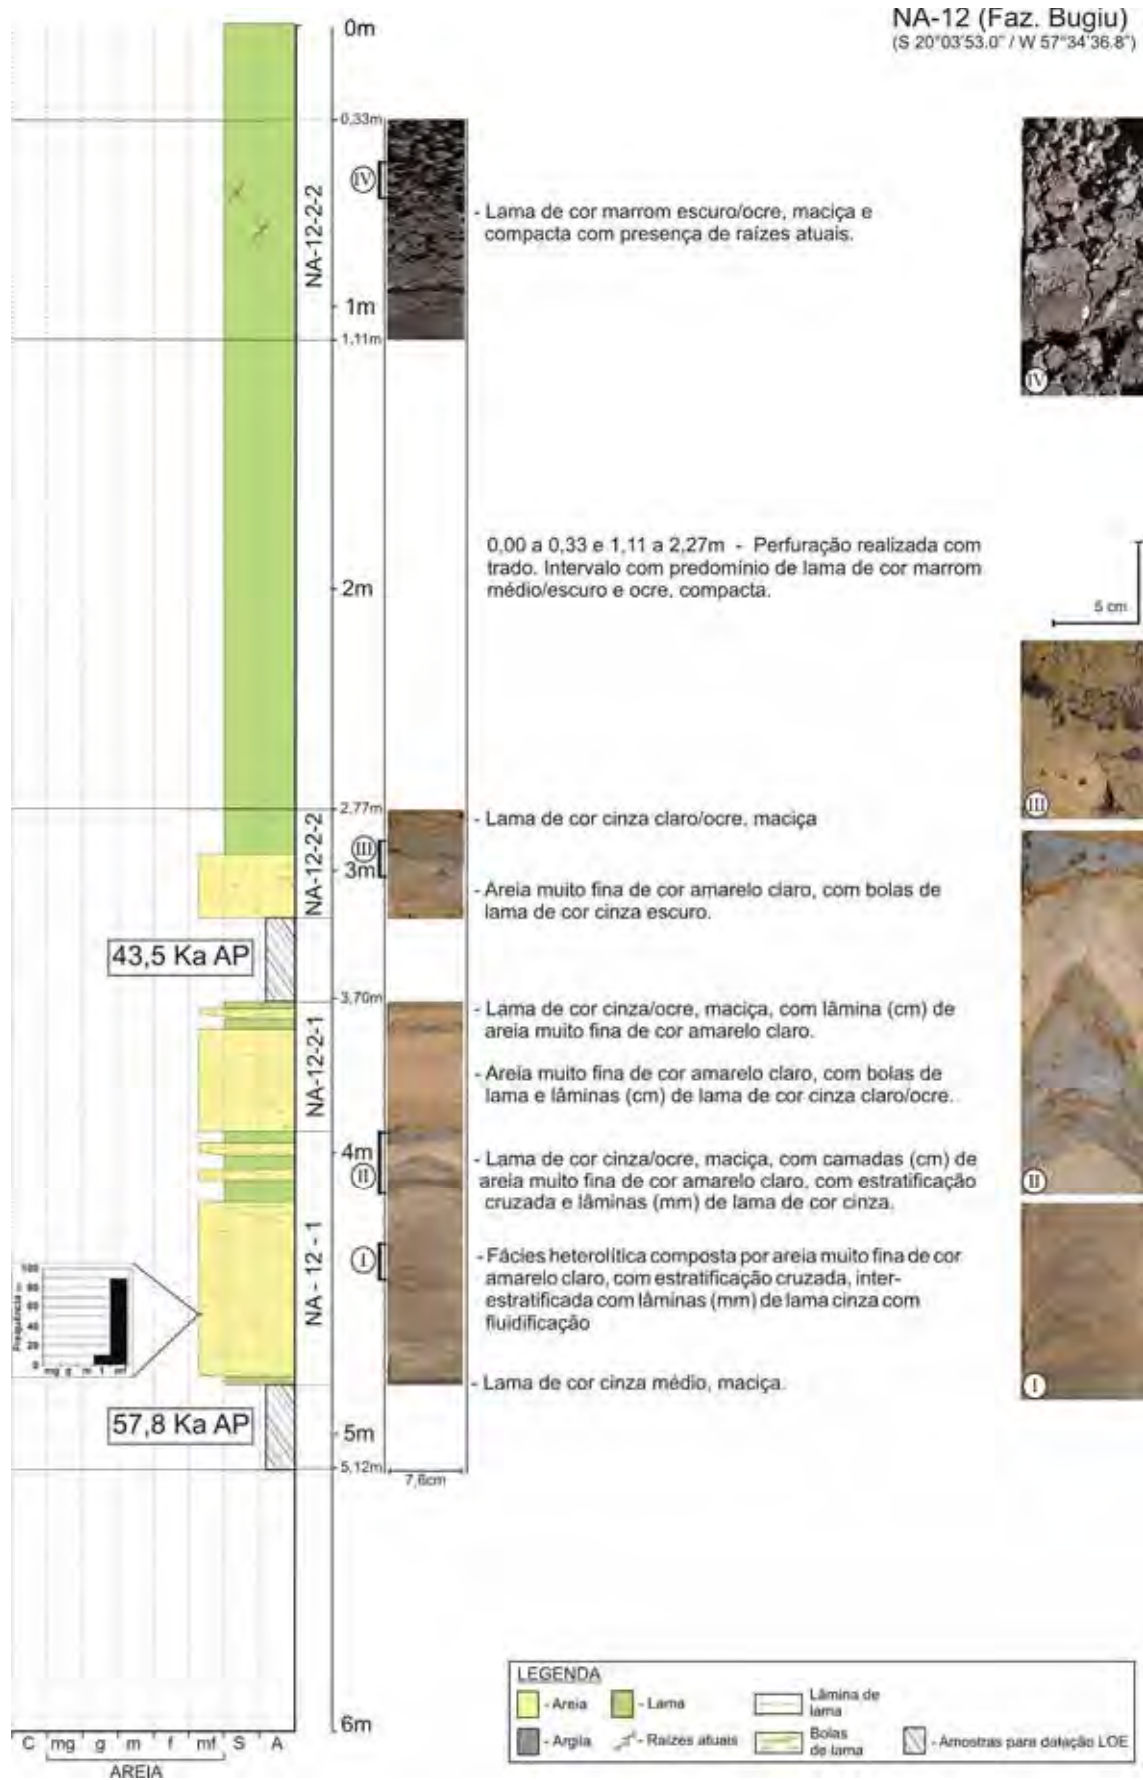 NA-12 (Faz. Bugiu)
(S 20°03'53.0" / W 57°34'36.8")
0m
0,33m
IV
NA-12-2-2
- Lama de cor marrom escuro/ocre, maciça e
compacta com presença de raízes atuais.
1m
1,11m
IV
0,00 a 0,33 e 1,11 a 2,27m - Perfuração realizada com
trado. Intervalo com predomínio de lama de cor marrom
médio/escuro e ocre, compacta.
2m
5 cm
2,77m
- Lama de cor cinza claro/ocre, maciça
III
III
NA-12-2-2
3m
- Areia muito fina de cor amarelo claro, com bolas de
lama de cor cinza escuro.
43,5 Ka AP
3,70m
- Lama de cor cinza/ocre, maciça, com lâmina (cm) de
areia muito fina de cor amarelo claro.
NA-12-2-1
- Areia muito fina de cor amarelo claro, com bolas de
lama e lâminas (cm) de lama de cor cinza claro/ocre.
4m
II
- Lama de cor cinza/ocre, maciça, com camadas (cm) de
areia muito fina de cor amarelo claro, com estratificação
cruzada e lâminas (mm) de lama de cor cinza.
II
NA - 12 - 1
I
- Fácies heterolítica composta por areia muito fina de cor
amarelo claro, com estratificação cruzada, inter-
estratificada com lâminas (mm) de lama cinza com
fluidificação
100
80
60
40
20
0
Frequência
mg g m f mf
- Lama de cor cinza médio, maciça.
I
57,8 Ka AP
5m
5,12m
7,6cm
6m
C mg g m f mf S A
AREIA
LEGENDA
- Areia
- Lama
Lâmina de
lama
- Argila
- Raízes atuais
Bolas
de lama
- Amostras para datação LOE